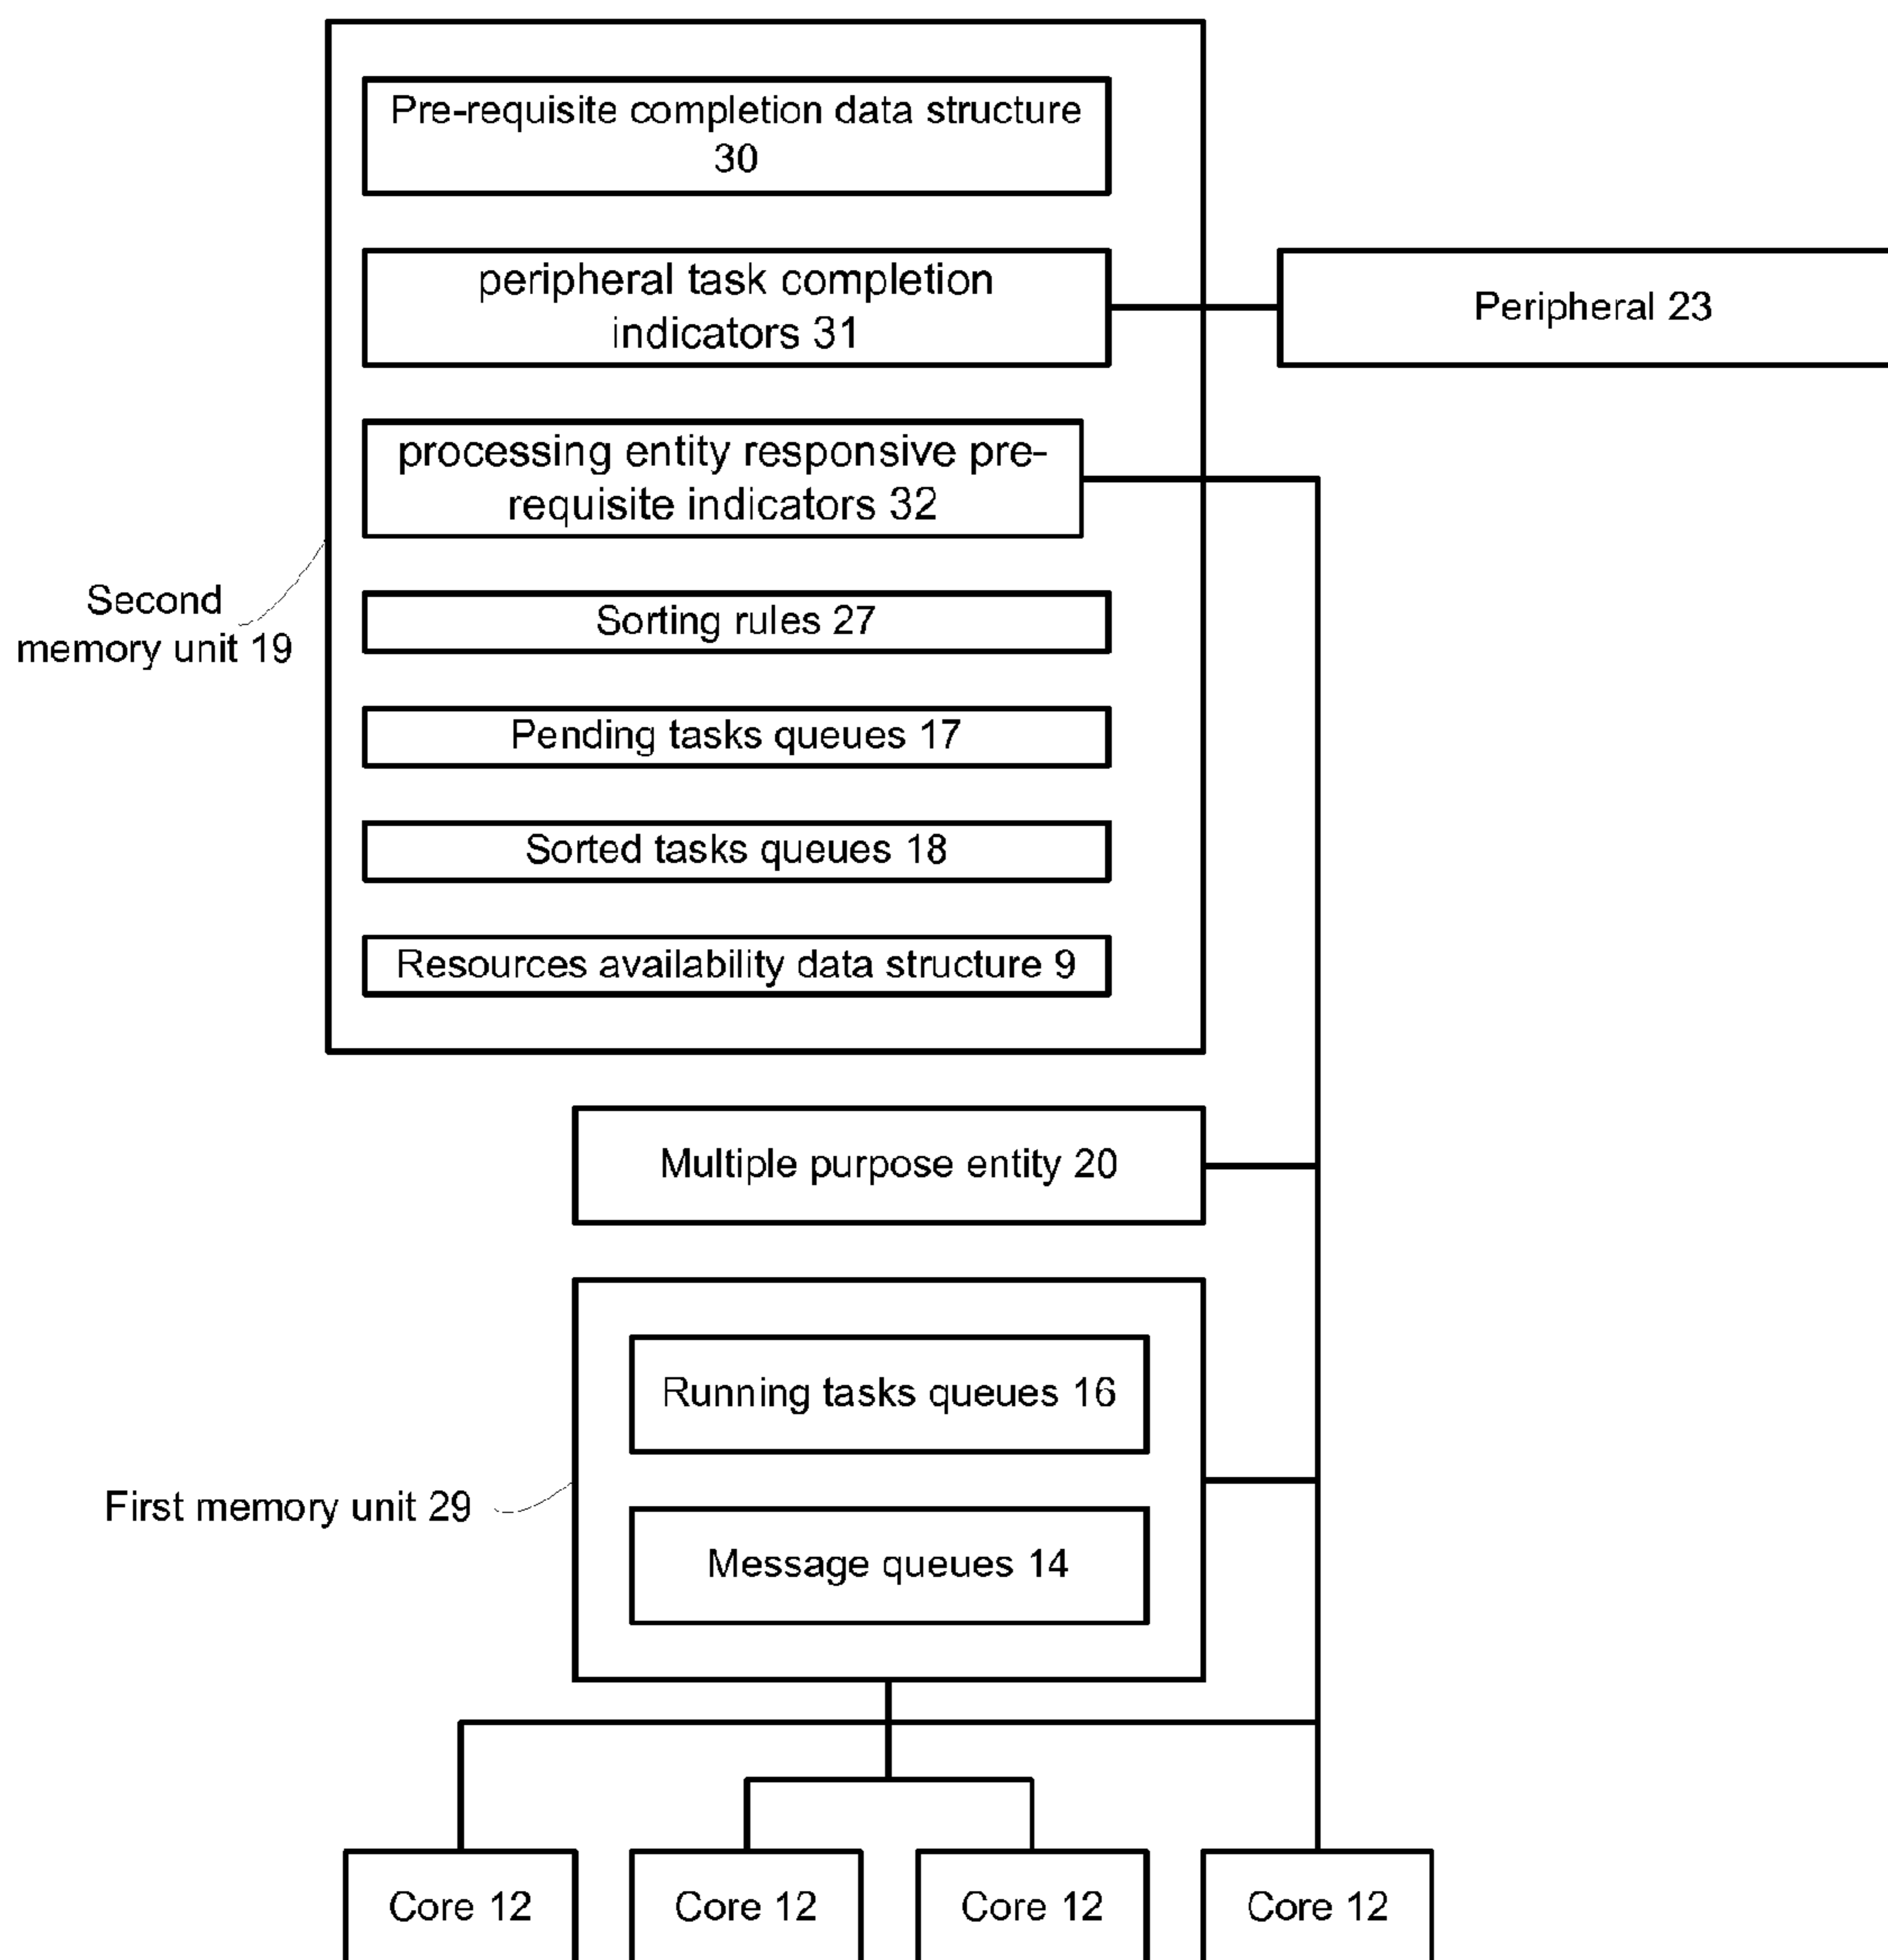 Pre-requisite completion data structure
30
peripheral task completion
indicators 31
Peripheral 23
processing entity responsive pre-
requisite indicators 32
Second
memory unit 19
Sorting rules 27
Pending tasks queues 17
Sorted tasks queues 18
Resources availability data structure 9
Multiple purpose entity 20
Running tasks queues 16
First memory unit 29
Message queues 14
Core 12
Core 12
Core 12
Core 12